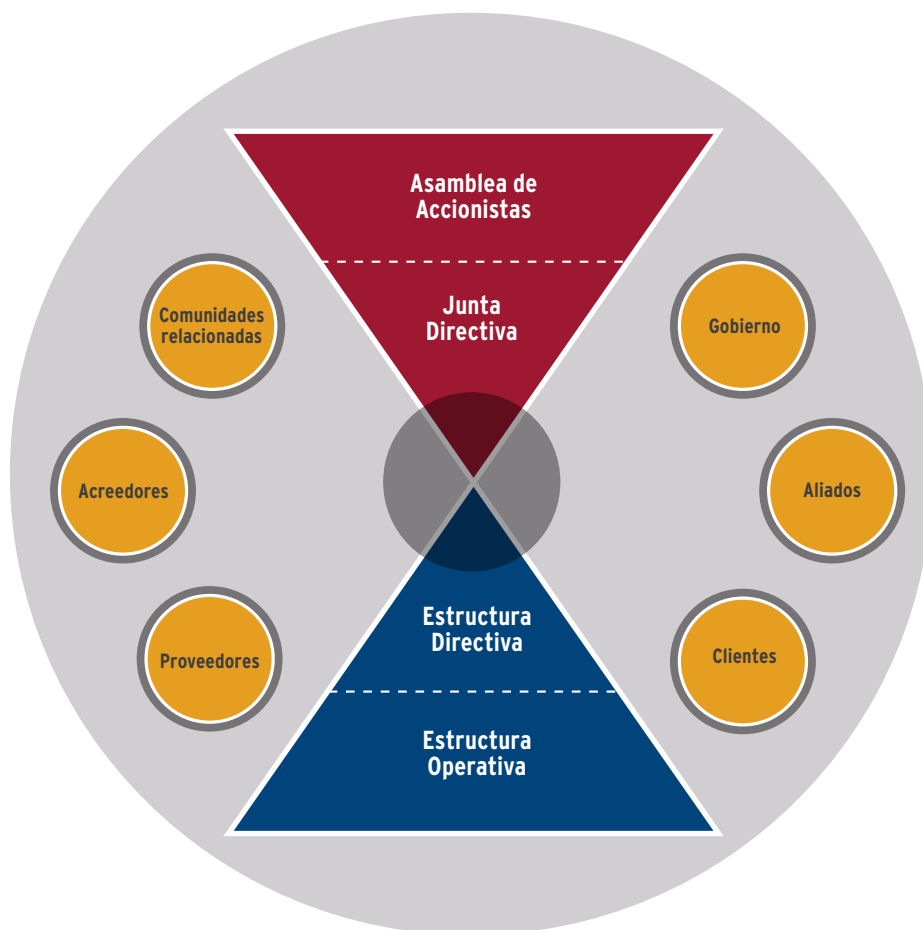 Asamblea de
Accionistas
Junta
Directiva
Comunidades
relacionadas
Gobierno
Acreedores
Aliados
Estructura
Directiva
Proveedores
Clientes
Estructura
Operativa